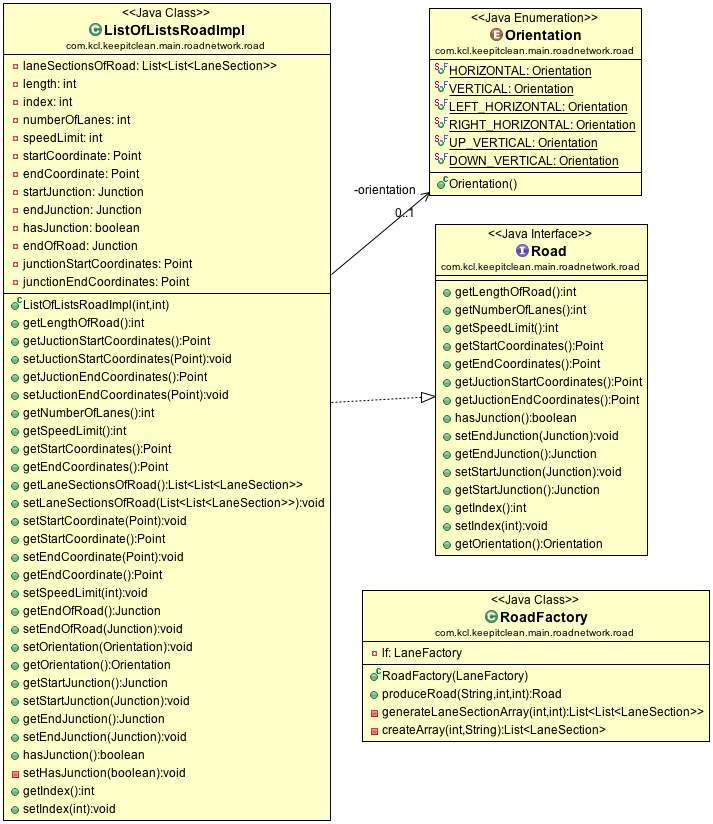 <<Java Class>>
ListOfListsRoadImpl
com.kcl.keepitclean.main.roadnetwork.road
laneSectionsOfRoad: List<List<LaneSection>>
length: int
index: int
numberOfLanes: int
speedLimit: int
startCoordinate: Point
endCoordinate: Point
startJunction: Junction
endJunction: Junction
hasJunction: boolean
endOfRoad: Junction
junctionStartCoordinates: Point
junctionEndCoordinates: Point
ListOfListsRoadImpl(int,int)
getLengthOfRoad():int
getJuctionStartCoordinates():Point
setJuctionStartCoordinates(Point):void
getJuctionEndCoordinates():Point
setJuctionEndCoordinates(Point):void
getNumberOfLanes():int
getSpeedLimit():int
getStartCoordinates():Point
getEndCoordinates():Point
getLaneSectionsOfRoad():List<List<LaneSection>>
setLaneSectionsOfRoad(List<List<LaneSection>>):void
setStartCoordinate(Point):void
getStartCoordinate():Point
setEndCoordinate(Point):void
getEndCoordinate():Point
setSpeedLimit(int):void
getEndOfRoad():Junction
setEndOfRoad(Junction):void
setOrientation(Orientation):void
getOrientation():Orientation
getStartJunction():Junction
setStartJunction(Junction):void
getEndJunction():Junction
setEndJunction(Junction):void
hasJunction():boolean
setHasJunction(boolean):void
getIndex():int
setIndex(int):void
-orientation
0..1
<<Java Enumeration>>
Orientation
com.kcl.keepitclean.main.roadnetwork.road
HORIZONTAL: Orientation
VERTICAL: Orientation
LEFT_HORIZONTAL: Orientation
RIGHT_HORIZONTAL: Orientation
UP_VERTICAL: Orientation
DOWN_VERTICAL: Orientation
Orientation()
<<Java Interface>>
Road
com.kcl.keepitclean.main.roadnetwork.road
getLengthOfRoad():int
getNumberOfLanes():int
getSpeedLimit():int
getStartCoordinates():Point
getEndCoordinates():Point
getJuctionStartCoordinates():Point
getJuctionEndCoordinates():Point
hasJunction():boolean
setEndJunction(Junction):void
getEndJunction():Junction
setStartJunction(Junction):void
getStartJunction():Junction
getIndex():int
setIndex(int):void
getOrientation():Orientation
<<Java Class>>
RoadFactory
com.kcl.keepitclean.main.roadnetwork.road
lf: LaneFactory
RoadFactory(LaneFactory)
produceRoad(String,int,int):Road
generateLaneSectionArray(int,int):List<List<LaneSection>>
createArray(int,String):List<LaneSection>